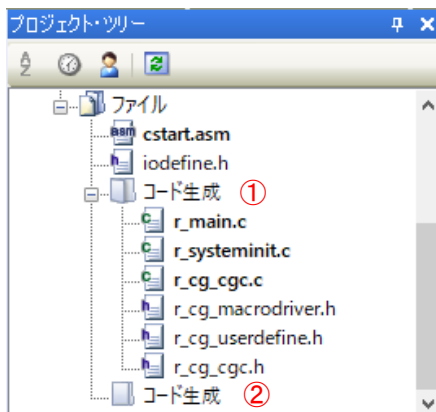 プロジェクト・ツリー
ファイル
asm cstart.asm
h iodefine.h
コード生成 ①
c r_main.c
c r_systeminit.c
c r_cg_cgc.c
h r_cg_macrodriver.h
h r_cg_userdefine.h
h r_cg_cgc.h
コード生成 ②